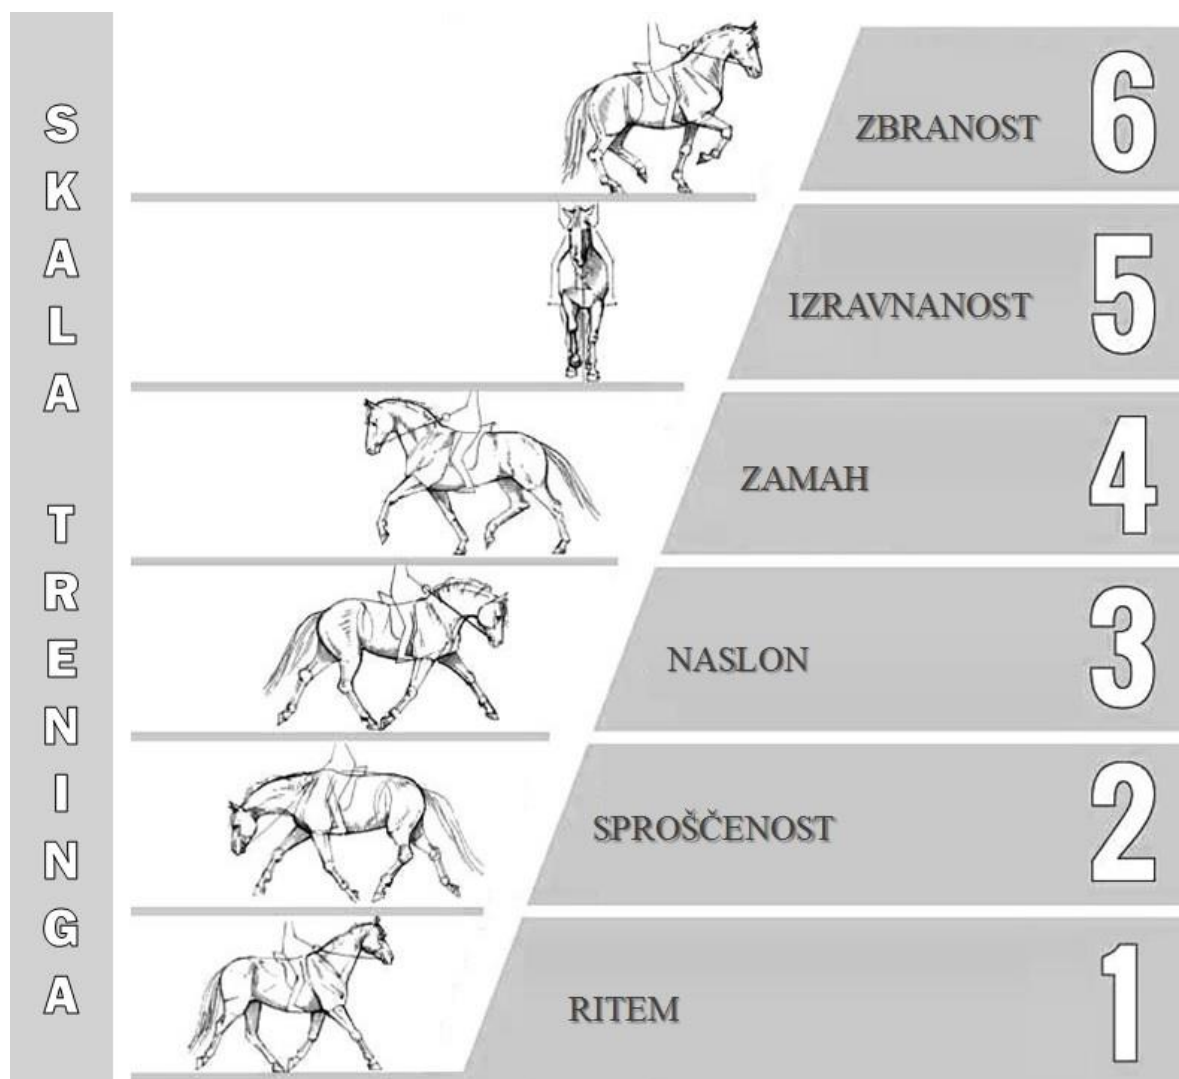 SKALA TRENINGA
ZBRANOST 6
IZRAVNANOST 5
ZAMAH 4
NASLON 3
SPROŠČENOST 2
RITEM 1